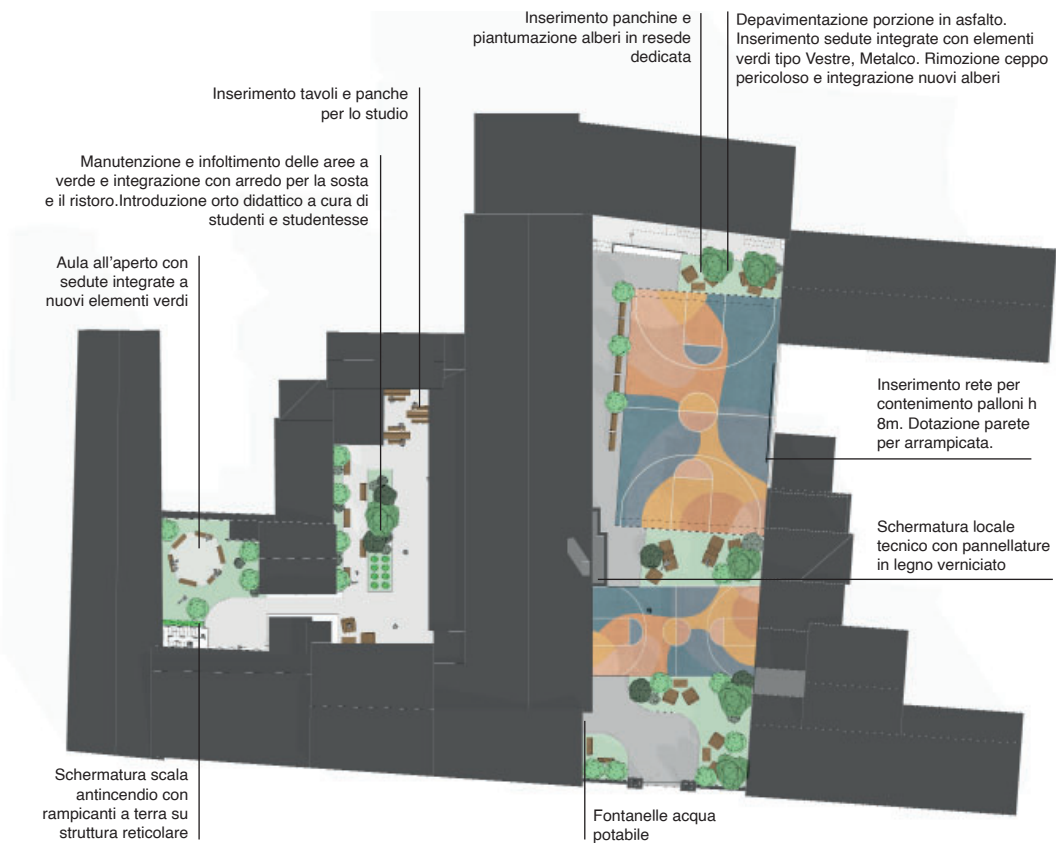 Inserimento panchine e
piantumazione alberi in resede
dedicata
Depavimentazione porzione in asfalto.
Inserimento sedute integrate con elementi
verdi tipo Vestre, Metalco. Rimozione ceppo
pericoloso e integrazione nuovi alberi
Inserimento tavoli e panche
per lo studio
Manutenzione e infoltimento delle aree a
verde e integrazione con arredo per la sosta
e il ristoro.Introduzione orto didattico a cura di
studenti e studentesse
Aula all'aperto con
sedute integrate a
nuovi elementi verdi
Inserimento rete per
contenimento palloni h
8m. Dotazione parete
per arrampicata.
Schermatura locale
tecnico con pannellature
in legno verniciato
Schermatura scala
antincendio con
rampicanti a terra su
struttura reticolare
Fontanelle acqua
potabile